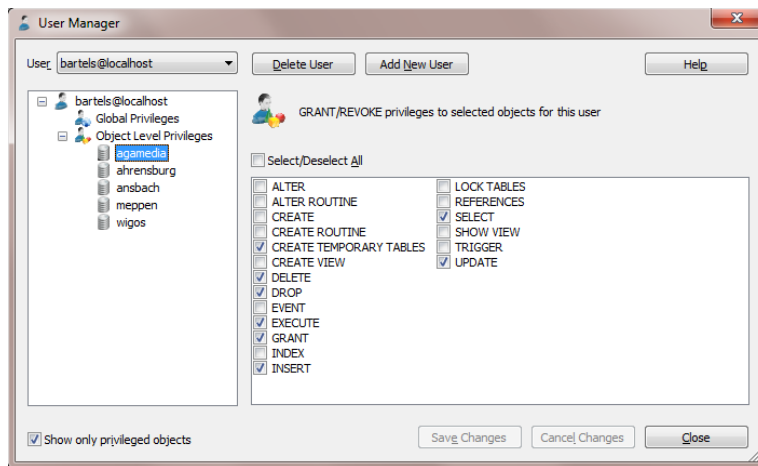 User Manager
User bartels@localhost
Delete User
Add New User
Help
bartels@localhost
Global Privileges
Object Level Privileges
agamedia
ahrensburg
ansbach
meppen
wigos
GRANT/REVOKE privileges to selected objects for this user
Select/Deselect All
ALTER
ALTER ROUTINE
CREATE
CREATE ROUTINE
CREATE TEMPORARY TABLES
CREATE VIEW
DELETE
DROP
EVENT
EXECUTE
GRANT
INDEX
INSERT
LOCK TABLES
REFERENCES
SELECT
SHOW VIEW
TRIGGER
UPDATE
Show only privileged objects
Save Changes
Cancel Changes
Close